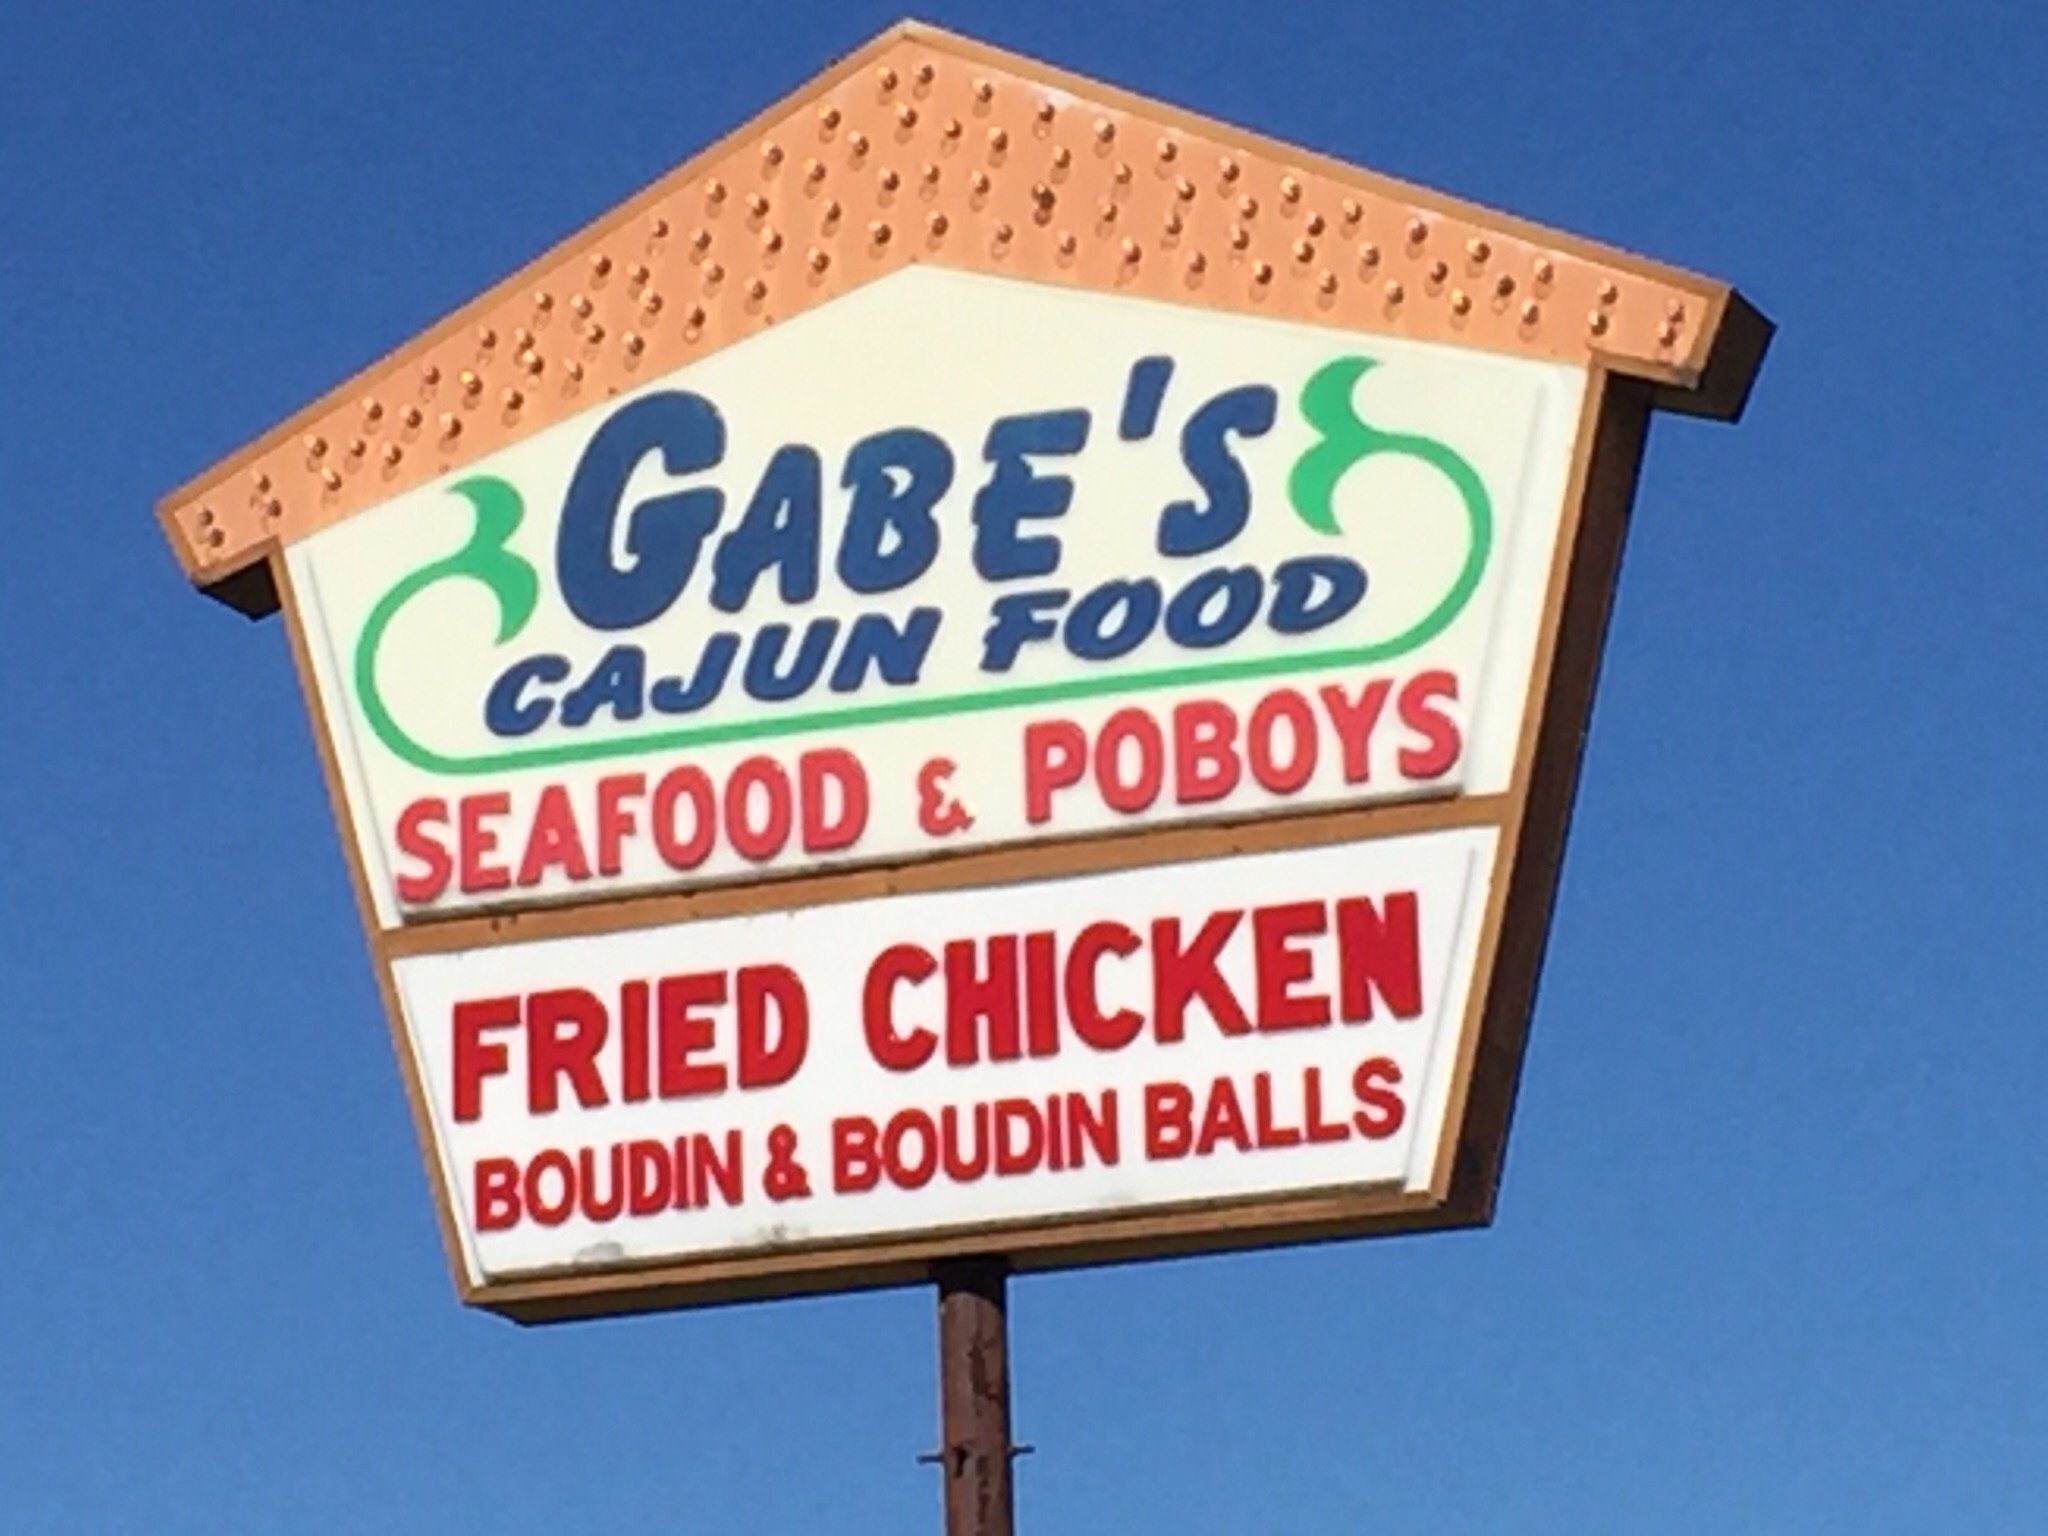 GABE'S
CAJUN FOOD
SEAFOOD & POBOYS
FRIED CHICKEN
BOUDIN & BOUDIN BALLS